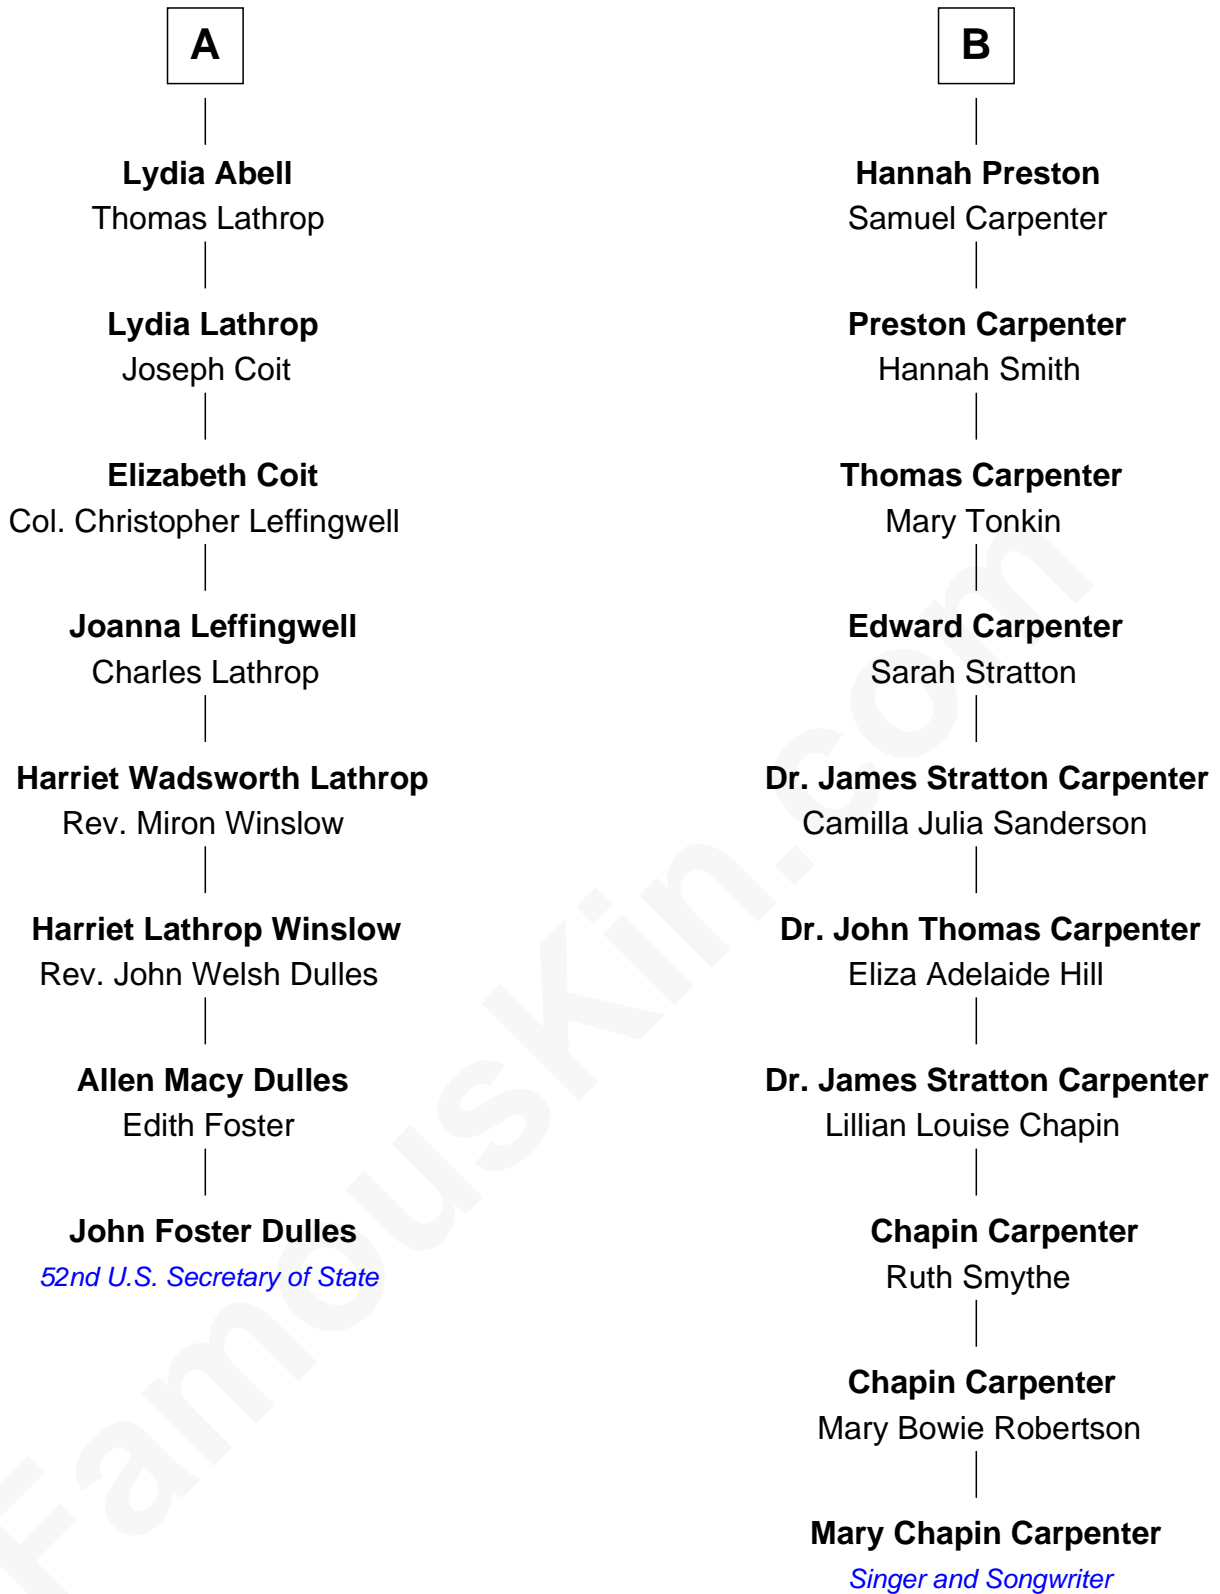 A
Lydia Abell
Thomas Lathrop
Lydia Lathrop
Joseph Coit
Elizabeth Coit
Col. Christopher Leffingwell
Joanna Leffingwell
Charles Lathrop
Harriet Wadsworth Lathrop
Rev. Miron Winslow
Harriet Lathrop Winslow
Rev. John Welsh Dulles
Allen Macy Dulles
Edith Foster
John Foster Dulles
52nd U.S. Secretary of State
B
Hannah Preston
Samuel Carpenter
Preston Carpenter
Hannah Smith
Thomas Carpenter
Mary Tonkin
Edward Carpenter
Sarah Stratton
Dr. James Stratton Carpenter
Camilla Julia Sanderson
Dr. John Thomas Carpenter
Eliza Adelaide Hill
Dr. James Stratton Carpenter
Lillian Louise Chapin
Chapin Carpenter
Ruth Smythe
Chapin Carpenter
Mary Bowie Robertson
Mary Chapin Carpenter
Singer and Songwriter
FamousKin.com